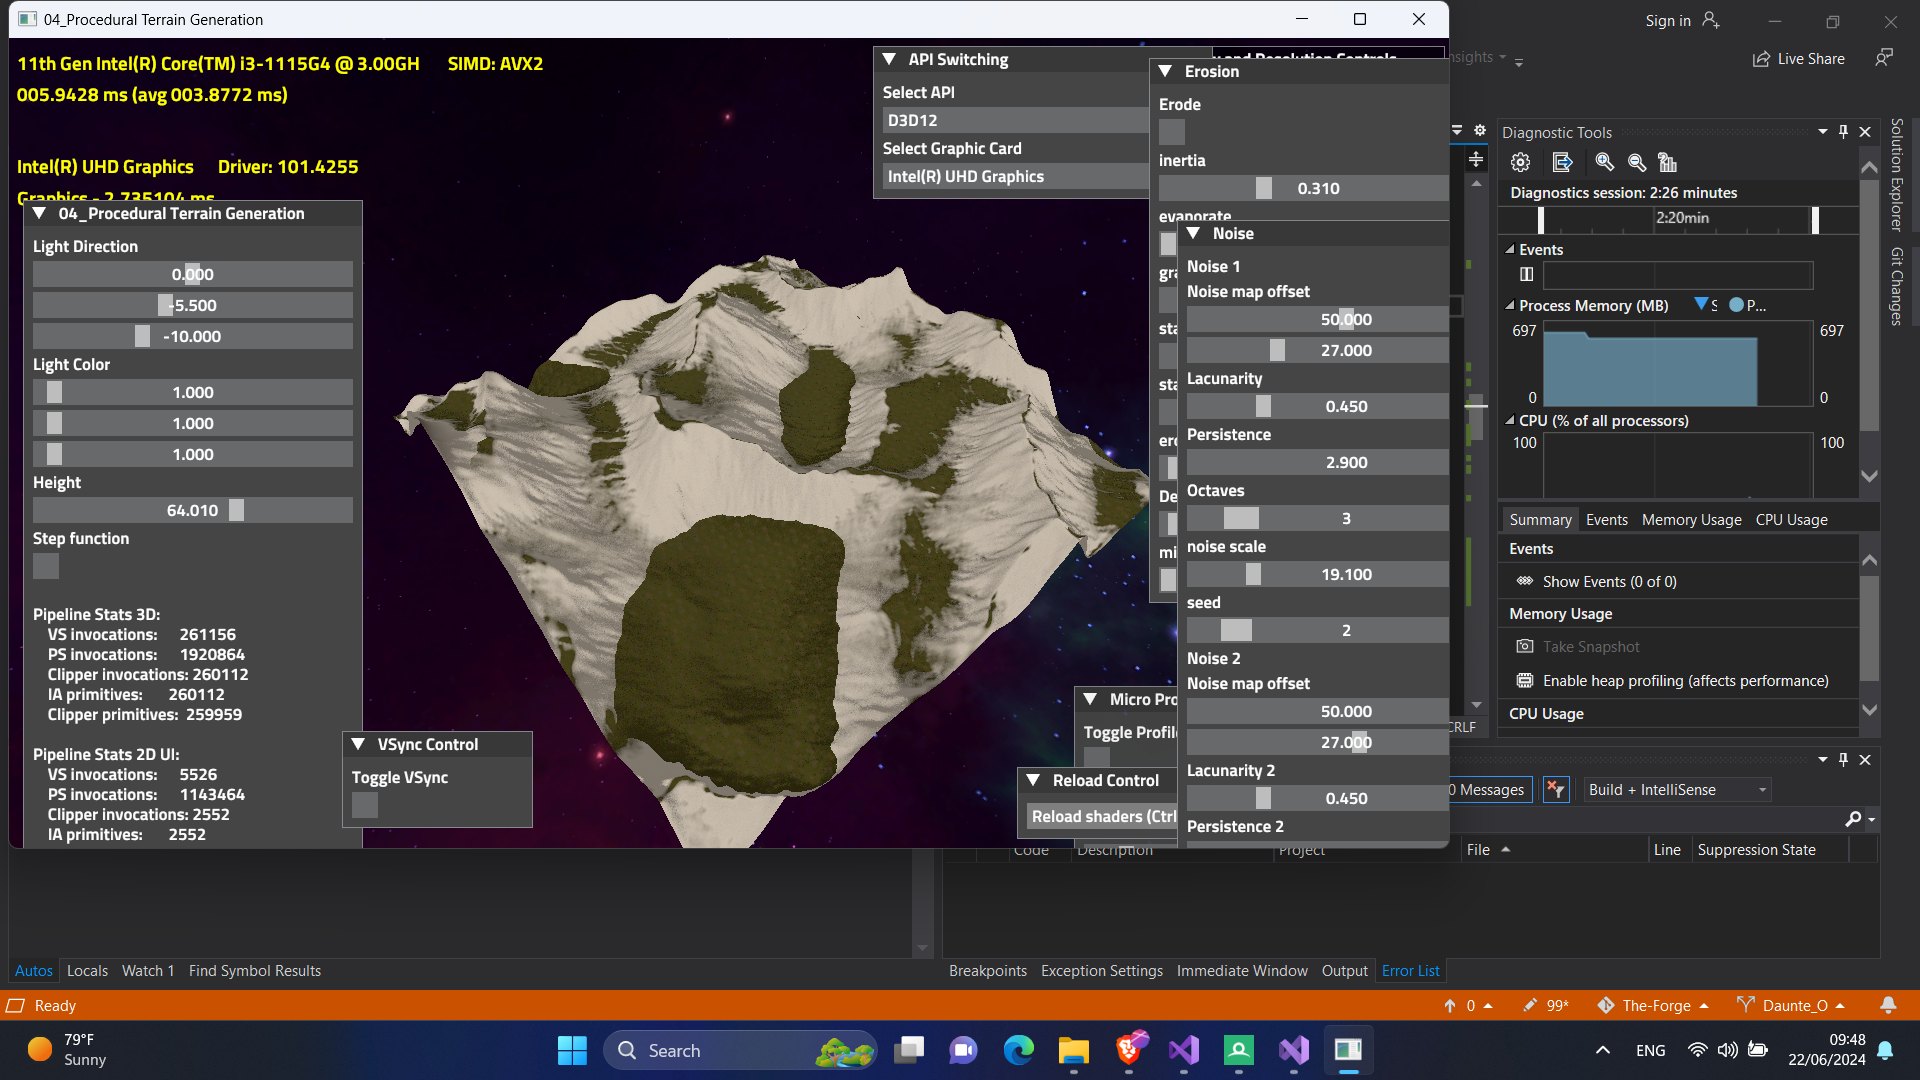 04_Procedural Terrain Generation
11th Gen Intel(R) Core(TM) i3-1115G4 @ 3.00GH SIMD: AVX2
005.9428 ms (avg 003.8772 ms)
Intel(R) UHD Graphics Driver: 101.4255
Graphics - 2.735104 ms
04_Procedural Terrain Generation
Light Direction
0.000
-5.500
-10.000
Light Color
1.000
1.000
1.000
Height
64.010
Step function
Pipeline Stats 3D:
VS invocations: 261156
PS invocations: 1920864
Clipper invocations: 260112
IA primitives: 260112
Clipper primitives: 259959
Pipeline Stats 2D UI:
VS invocations: 5526
PS invocations: 1143464
Clipper invocations: 2552
IA primitives: 2552
VSync Control
Toggle VSync
API Switching
Select API
D3D12
Select Graphic Card
Intel(R) UHD Graphics
and Resolution Controls
Erosion
Erode
inertia
0.310
evaporate
gra
sta
sta
ero
De
mi
Noise
Noise 1
Noise map offset
50.000
27.000
Lacunarity
0.450
Persistence
2.900
Octaves
3
noise scale
19.100
seed
2
Noise 2
Noise map offset
50.000
27.000
Lacunarity 2
0.450
Persistence 2
Micro Pro
Toggle Profile
Reload Control
Reload shaders (Ctrl
Sign in
nsights
Live Share
Diagnostic Tools
Diagnostics session: 2:26 minutes
2:20min
Events
Process Memory (MB) S P...
697 697
0 0
CPU (% of all processors)
100 100
Summary Events Memory Usage CPU Usage
Events
Show Events (0 of 0)
Memory Usage
Take Snapshot
Enable heap profiling (affects performance)
CPU Usage
Solution Explorer
Git Changes
CRLF
0 Messages
Build + IntelliSense
Code Description Project File Line Suppression State
Autos Locals Watch 1 Find Symbol Results
Breakpoints Exception Settings Immediate Window Output Error List
Ready
0 99* The-Forge Daunte_O
79°F
Sunny
Search
ENG
09:48
22/06/2024